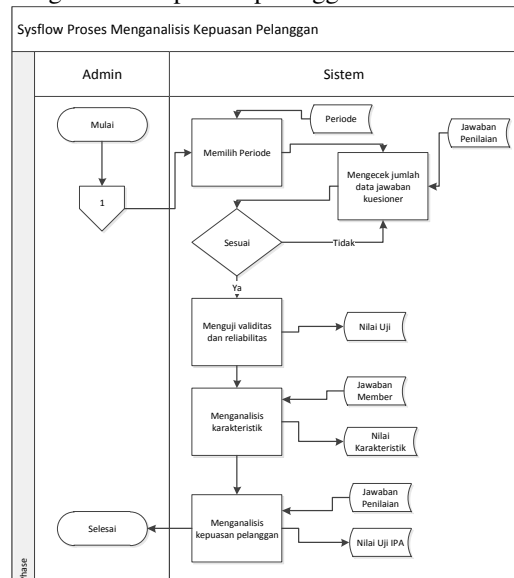 Sysflow Proses Menganalisis Kepuasan Pelanggan
Admin
Sistem
Mulai
1
Memilih Periode
Periode
Jawaban
Penilaian
Mengecek jumlah
data jawaban
kuesioner
Sesuai
Tidak
Ya
Menguji validitas
dan reliabilitas
Nilai Uji
Jawaban
Member
Menganalisis
karakteristik
Nilai
Karakteristik
Jawaban
Penilaian
Menganalisis
kepuasan pelanggan
Selesai
Nilai Uji IPA